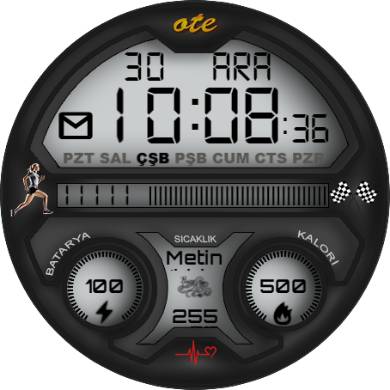 ote
30 ARA
10:08:36
PZT SAL ÇŞB PŞB CUM CTS PZR
BATARYA
SICAKLIK
KALORİ
100
Metin
500
255